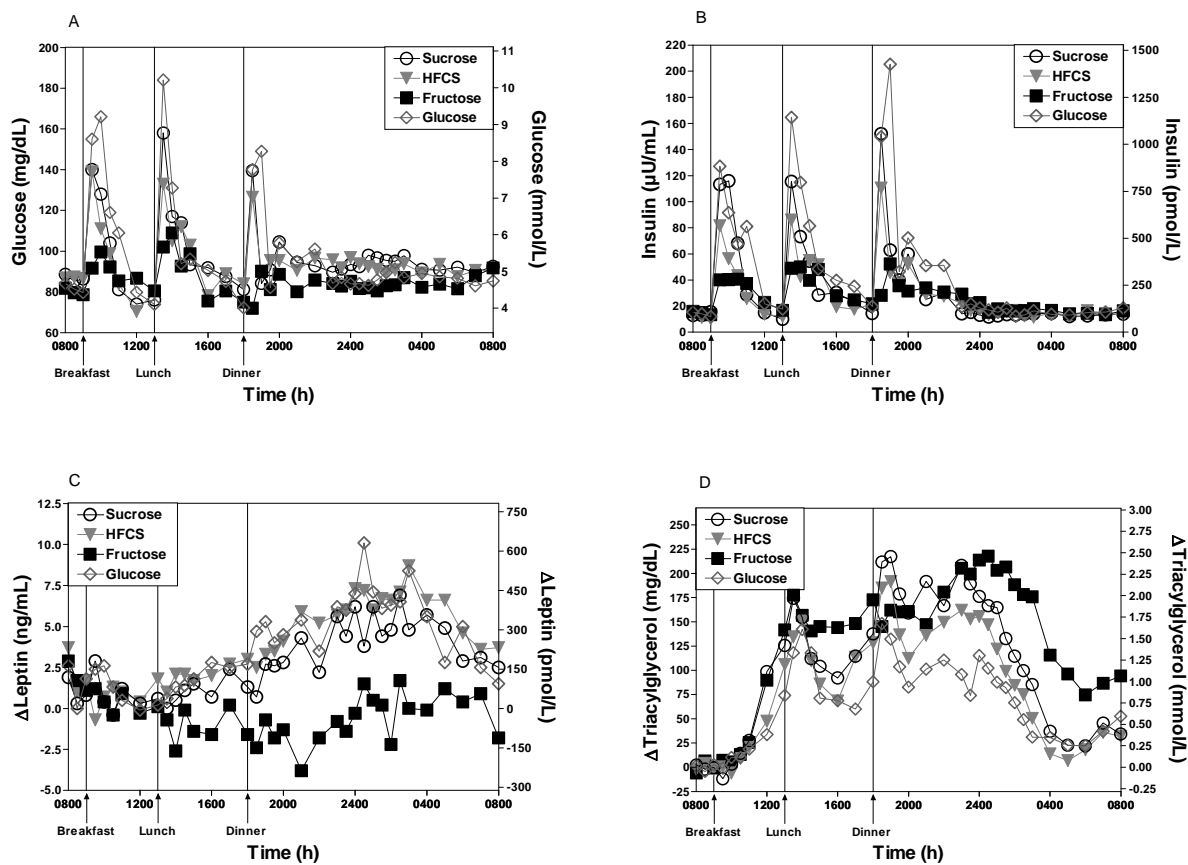 A
Glucose (mg/dL)
200
180
160
140
120
100
80
60
Sucrose
HFCS
Fructose
Glucose
11
10
9
8
7
6
5
4
Glucose (mmol/L)
0800 1200 1600 2000 2400 0400 0800
Breakfast Lunch Dinner
Time (h)
B
Insulin (µU/mL)
220
200
180
160
140
120
100
80
60
40
20
0
Sucrose
HFCS
Fructose
Glucose
1500
1250
1000
750
500
250
0
Insulin (pmol/L)
0800 1200 1600 2000 2400 0400 0800
Breakfast Lunch Dinner
Time (h)
C
ΔLeptin (ng/mL)
12.5
10.0
7.5
5.0
2.5
0.0
-2.5
-5.0
Sucrose
HFCS
Fructose
Glucose
750
600
450
300
150
0
-150
-300
ΔLeptin (pmol/L)
0800 1200 1600 2000 2400 0400 0800
Breakfast Lunch Dinner
Time (h)
D
ΔTriacylglycerol (mg/dL)
250
225
200
175
150
125
100
75
50
25
0
-25
Sucrose
HFCS
Fructose
Glucose
3.00
2.75
2.50
2.25
2.00
1.75
1.50
1.25
1.00
0.75
0.50
0.25
0.00
ΔTriacylglycerol (mmol/L)
0800 1200 1600 2000 2400 0400 0800
Breakfast Lunch Dinner
Time (h)